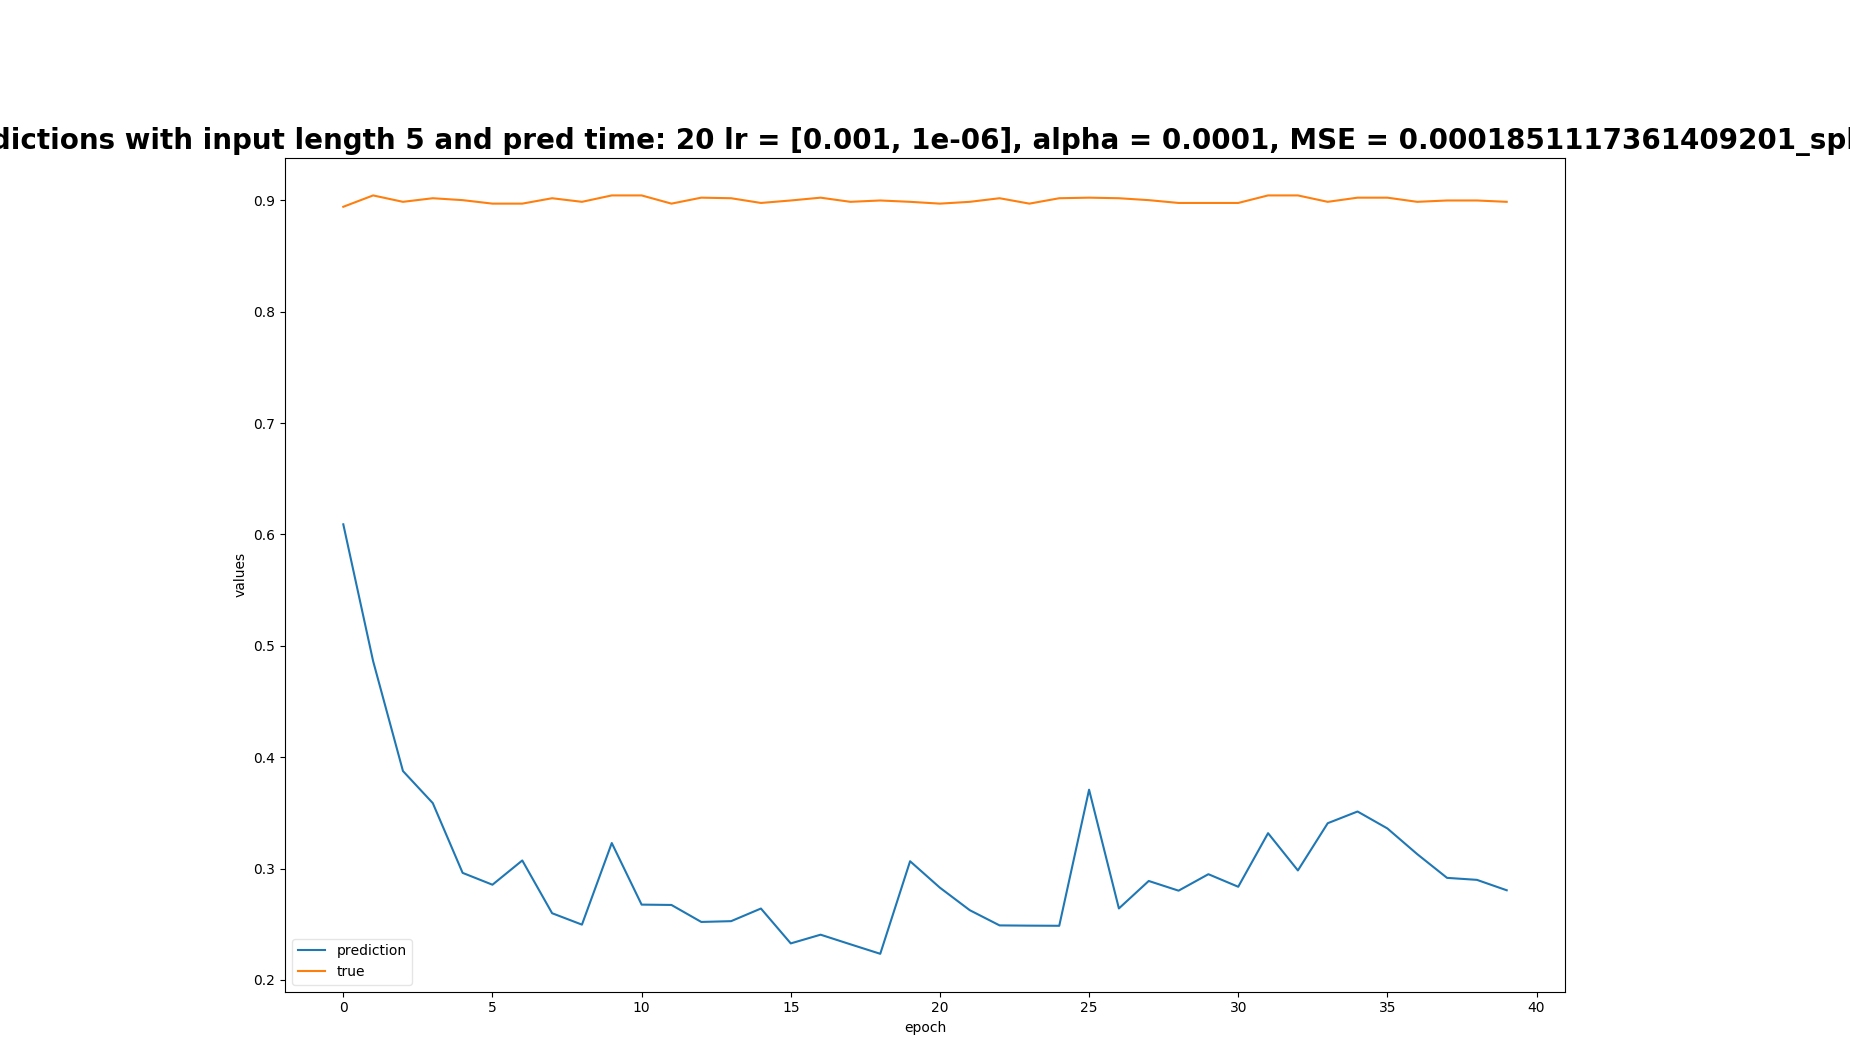 dictions with input length 5 and pred time: 20 lr = [0.001, 1e-06], alpha = 0.0001, MSE = 0.0001851117361409201_spl
0.9
0.8
0.7
0.6
0.5
0.4
0.3
0.2
values
prediction
true
0 5 10 15 20 25 30 35 40
epoch